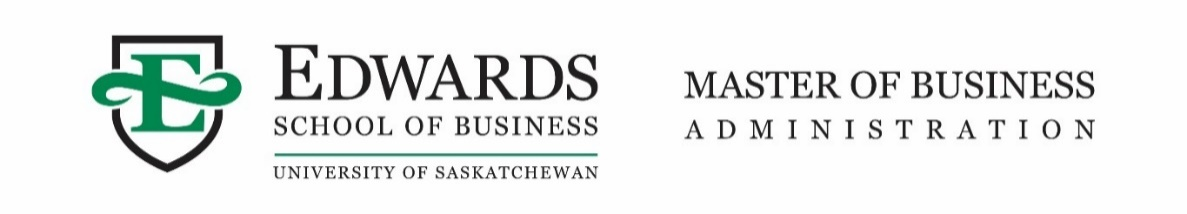 E
EDWARDS
SCHOOL OF BUSINESS
UNIVERSITY OF SASKATCHEWAN
MASTER OF BUSINESS
ADMINISTRATION